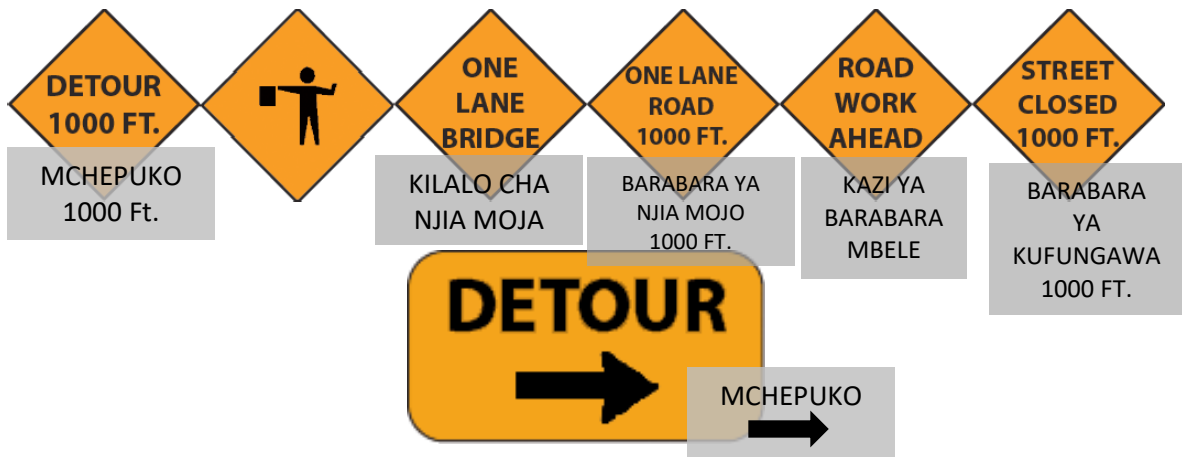 DETOUR
1000 FT.
MCHEPUKO
1000 Ft.
ONE
LANE
BRIDGE
KILALO CHA
NJIA MOJA
ONE LANE
ROAD
1000 FT.
BARABARA YA
NJIA MOJO
1000 FT.
ROAD
WORK
AHEAD
KAZI YA
BARABARA
MBELE
STREET
CLOSED
1000 FT.
BARABARA
YA
KUFUNGAWA
1000 FT.
DETOUR
MCHEPUKO